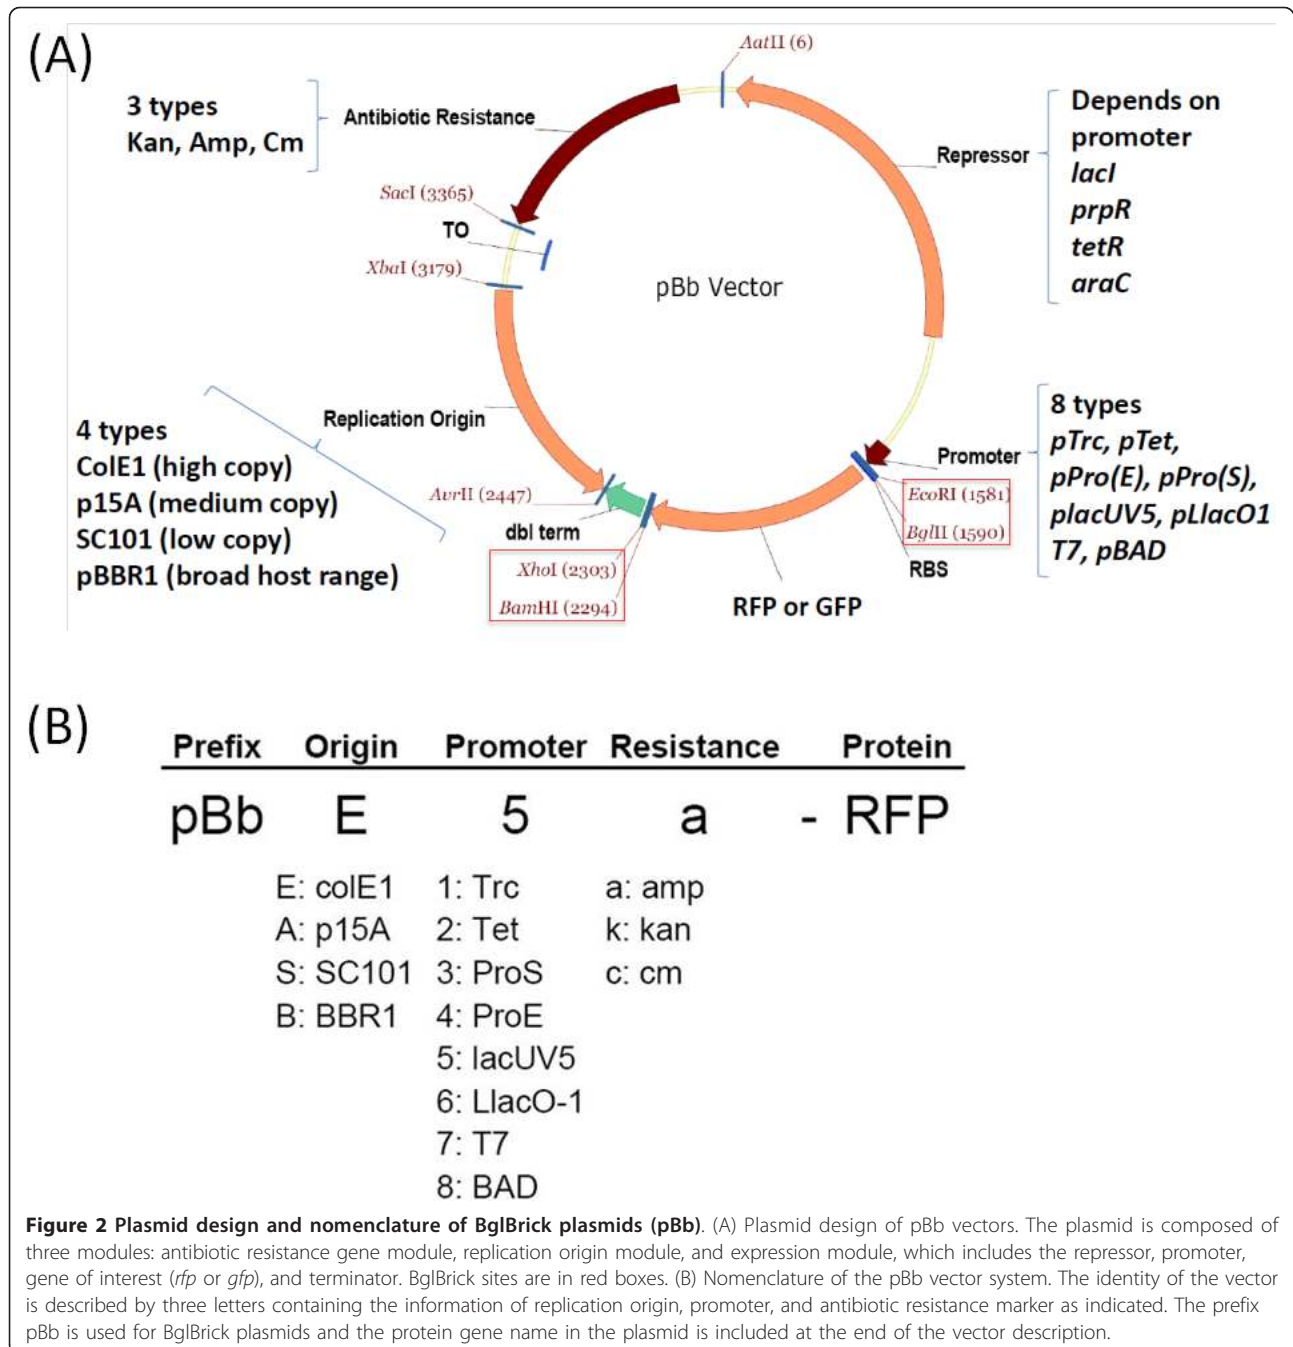 (A)
AatII (6)
3 types
Kan, Amp, Cm
Antibiotic Resistance
Depends on
promoter
lacI
prpR
tetR
araC
Repressor
SacI (3365)
TO
XbaI (3179)
pBb Vector
Replication Origin
4 types
ColE1 (high copy)
p15A (medium copy)
SC101 (low copy)
pBBR1 (broad host range)
8 types
pTrc, pTet,
pPro(E), pPro(S),
placUV5, pLlacO1
T7, pBAD
Promoter
EcoRI (1581)
BglII (1590)
RBS
AvrII (2447)
dbl term
XhoI (2303)
BamHI (2294)
RFP or GFP
(B)
Prefix Origin Promoter Resistance Protein
pBb E 5 a - RFP
E: colE1 1: Trc a: amp
A: p15A 2: Tet k: kan
S: SC101 3: ProS c: cm
B: BBR1 4: ProE
5: lacUV5
6: LlacO-1
7: T7
8: BAD
Figure 2 Plasmid design and nomenclature of BglBrick plasmids (pBb). (A) Plasmid design of pBb vectors. The plasmid is composed of
three modules: antibiotic resistance gene module, replication origin module, and expression module, which includes the repressor, promoter,
gene of interest (rfp or gfp), and terminator. BglBrick sites are in red boxes. (B) Nomenclature of the pBb vector system. The identity of the vector
is described by three letters containing the information of replication origin, promoter, and antibiotic resistance marker as indicated. The prefix
pBb is used for BglBrick plasmids and the protein gene name in the plasmid is included at the end of the vector description.